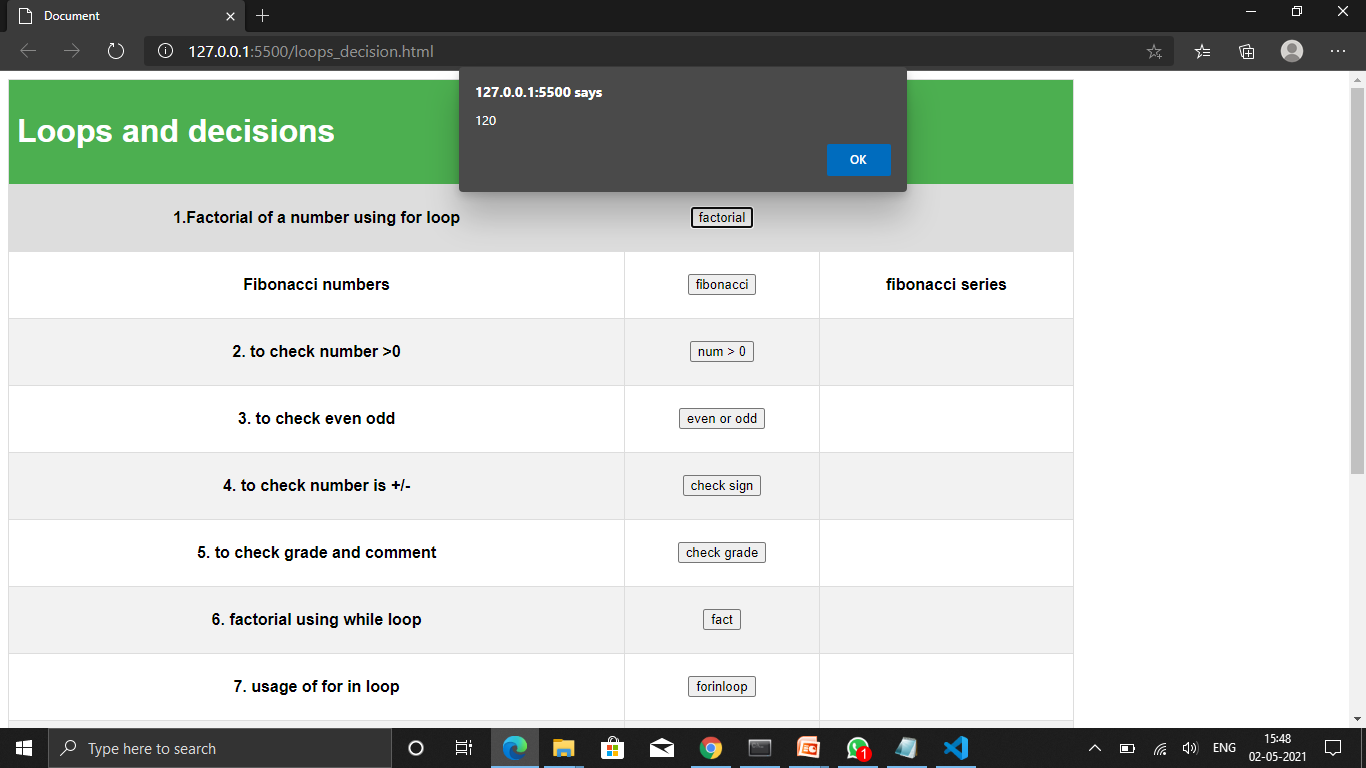 Document
127.0.0.1:5500/loops_decision.html
127.0.0.1:5500 says
120
OK
Loops and decisions
1.Factorial of a number using for loop factorial
Fibonacci numbers fibonacci fibonacci series
2. to check number >0 num > 0
3. to check even odd even or odd
4. to check number is +/- check sign
5. to check grade and comment check grade
6. factorial using while loop fact
7. usage of for in loop forinloop
Type here to search
1
ENG
15:48
02-05-2021